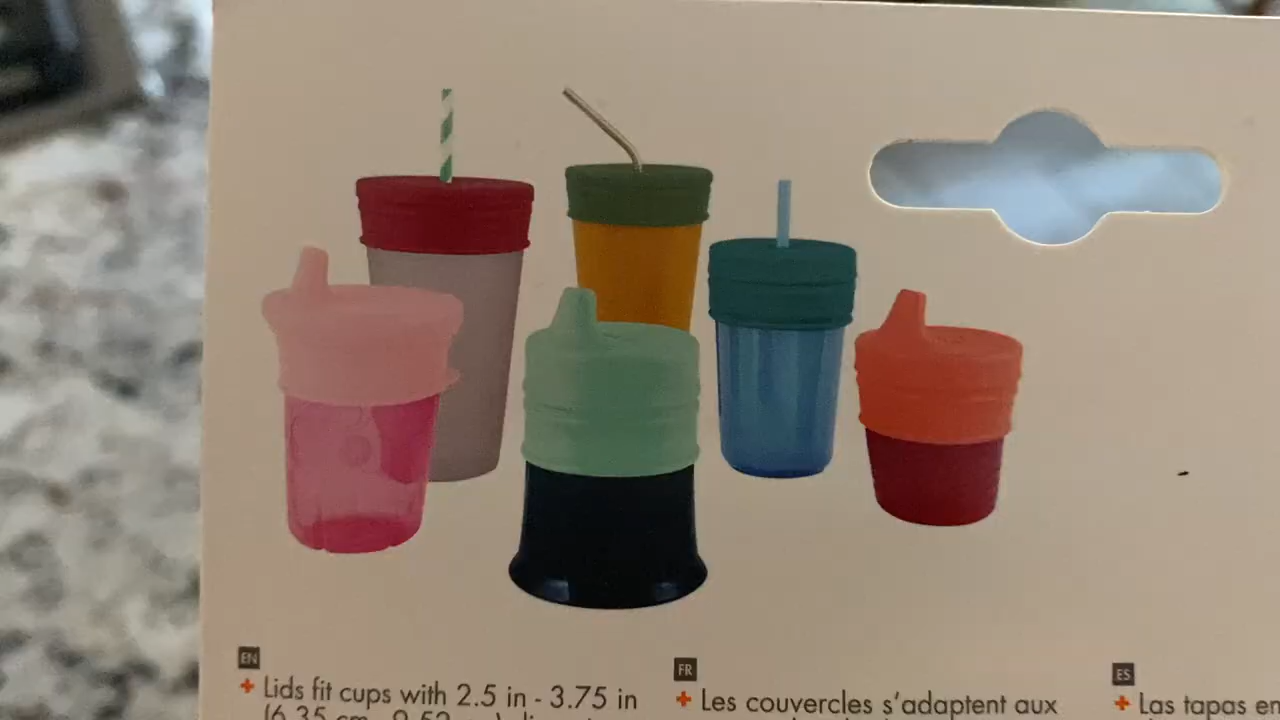 EN
+ Lids fit cups with 2.5 in - 3.75 in
FR
+ Les couvercles s'adaptent aux
ES
+ Las tapas en